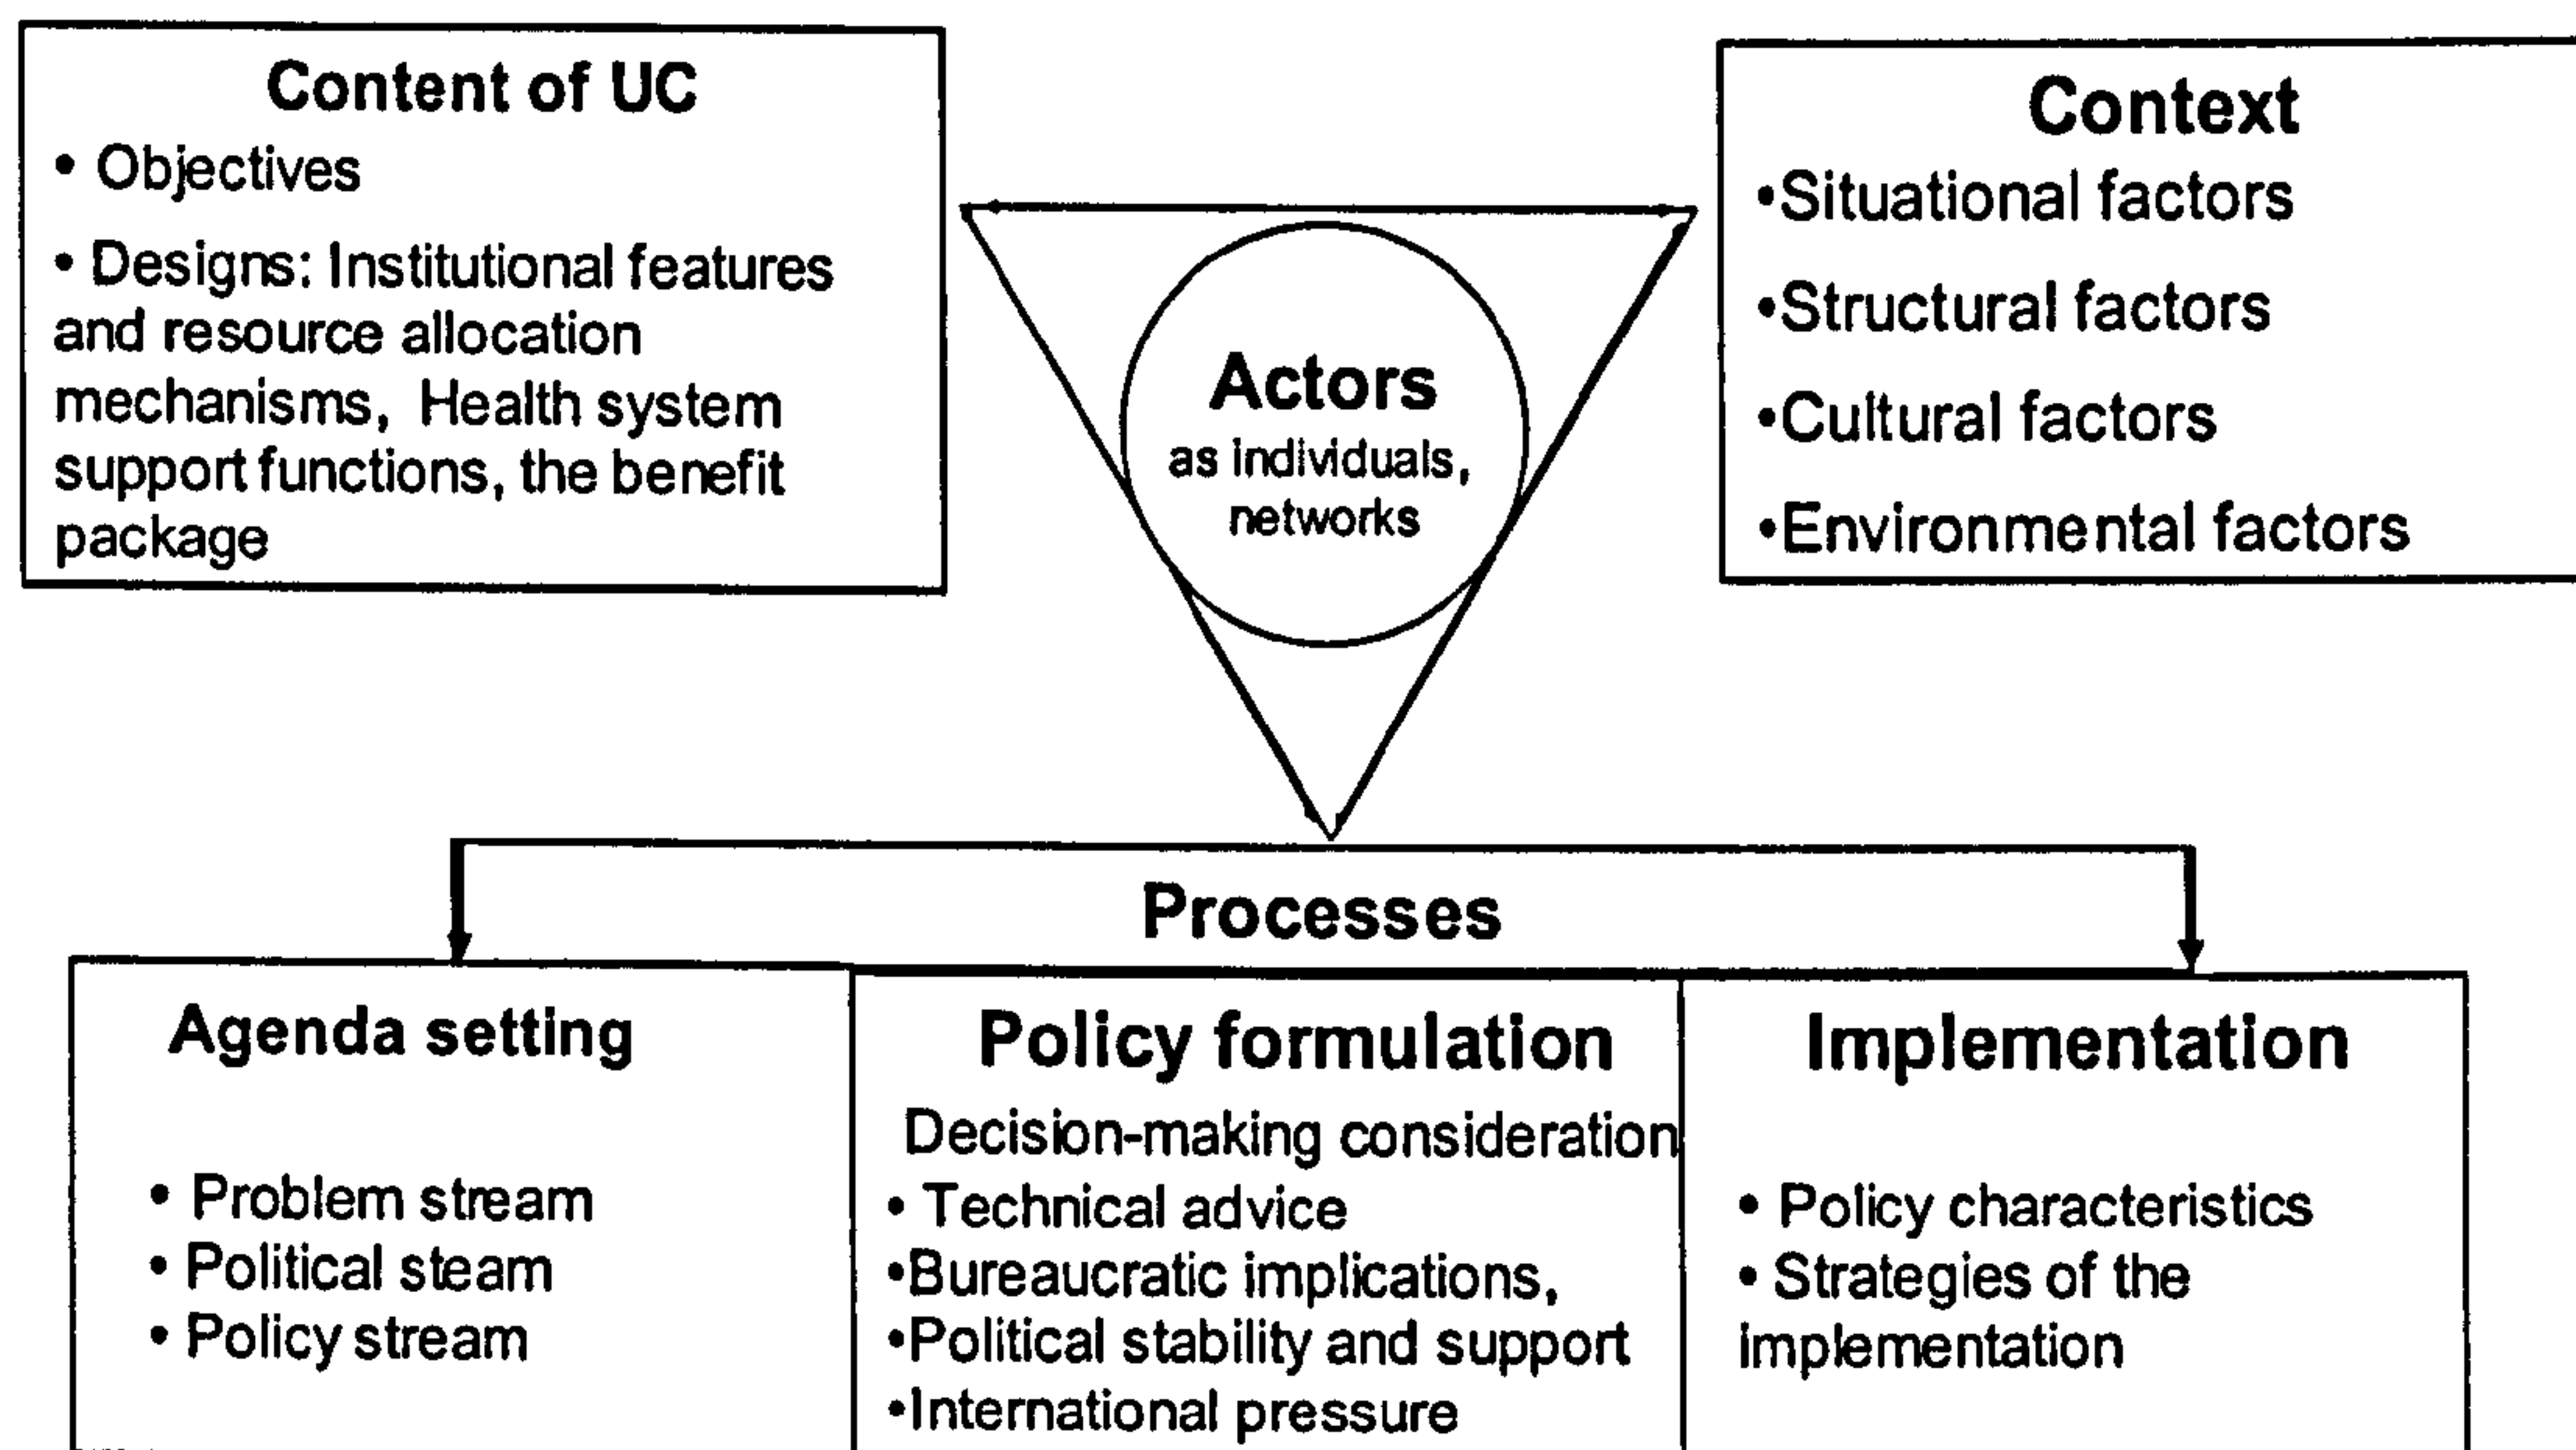 Content of UC
• Objectives
• Designs: Institutional features
and resource allocation
mechanisms, Health system
support functions, the benefit
package
Context
•Situational factors
•Structural factors
•Cultural factors
•Environmental factors
Actors
as individuals,
networks
Processes
Agenda setting
• Problem stream
• Political steam
• Policy stream
Policy formulation
Decision-making consideration
• Technical advice
•Bureaucratic implications,
•Political stability and support
•International pressure
Implementation
• Policy characteristics
• Strategies of the
implementation